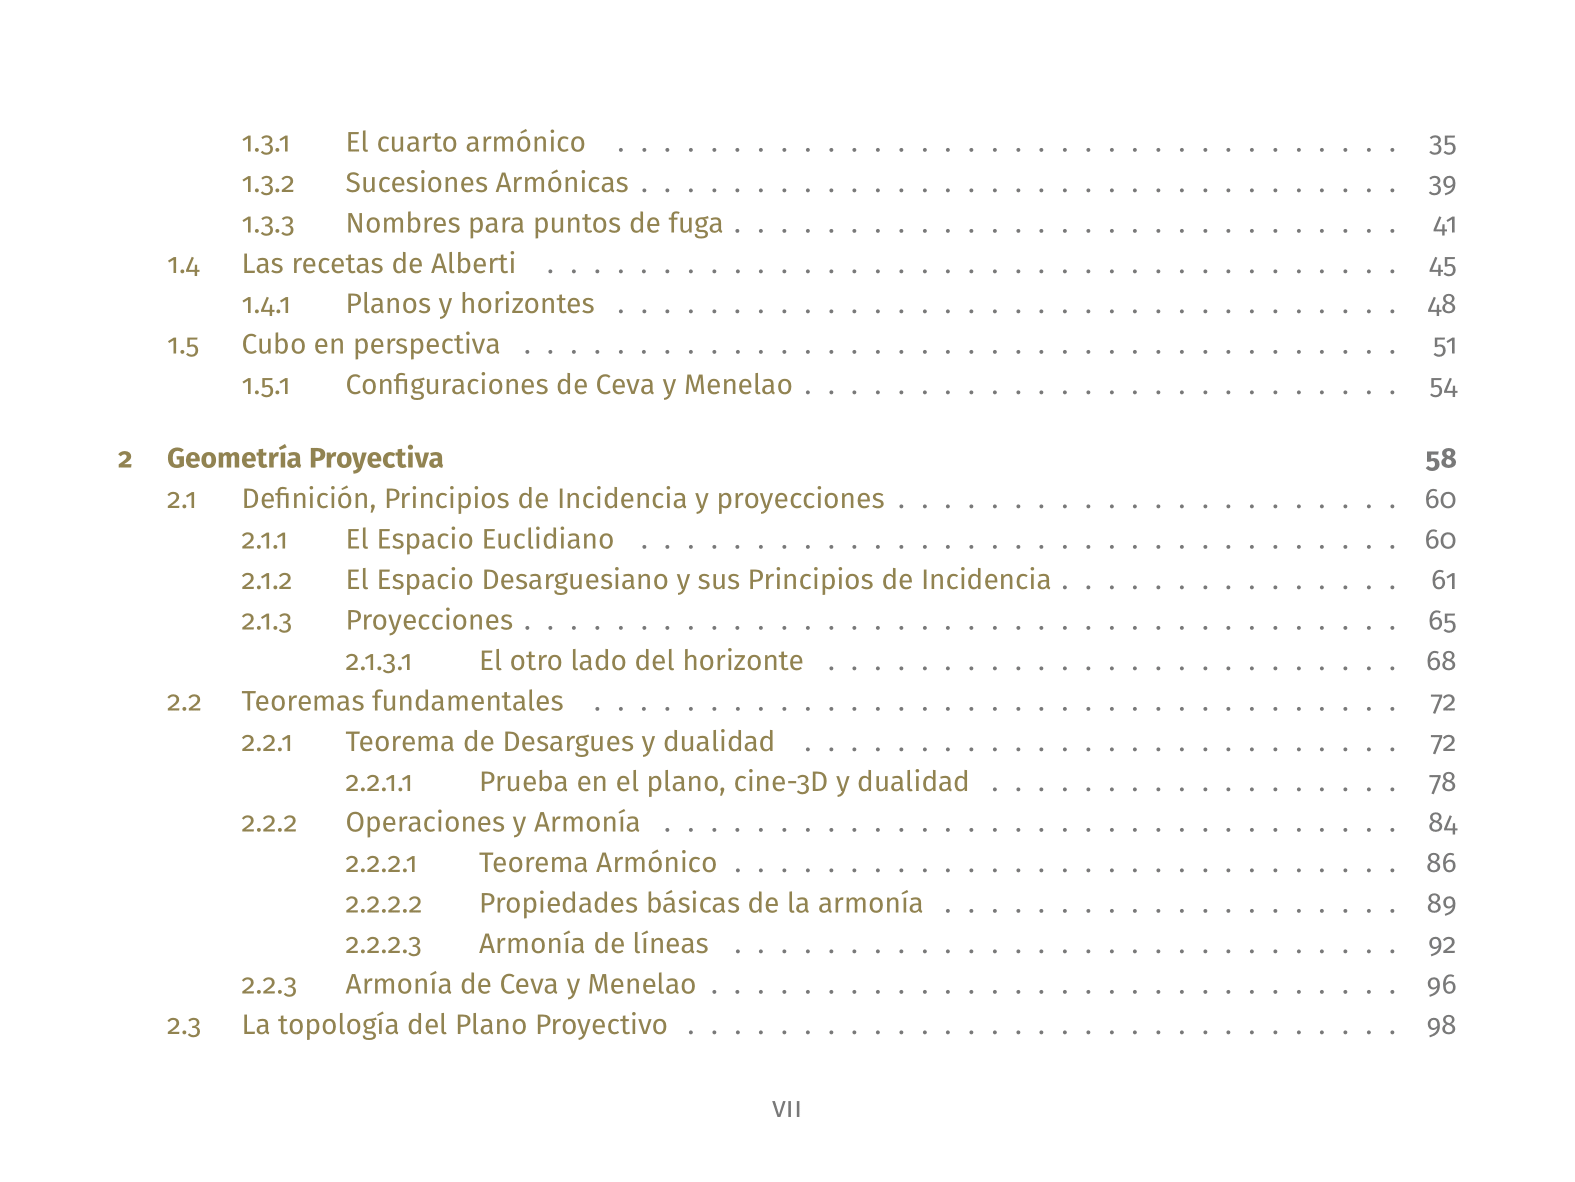 1.3.1 El cuarto armónico . . . . . . . . . . . . . . . . . . . . . . . . . . . . . . . . . . 35
1.3.2 Sucesiones Armónicas . . . . . . . . . . . . . . . . . . . . . . . . . . . . . . . . . 39
1.3.3 Nombres para puntos de fuga . . . . . . . . . . . . . . . . . . . . . . . . . . . . . 41
1.4 Las recetas de Alberti . . . . . . . . . . . . . . . . . . . . . . . . . . . . . . . . . . . . . 45
1.4.1 Planos y horizontes . . . . . . . . . . . . . . . . . . . . . . . . . . . . . . . . . . 48
1.5 Cubo en perspectiva . . . . . . . . . . . . . . . . . . . . . . . . . . . . . . . . . . . . . . 51
1.5.1 Configuraciones de Ceva y Menelao . . . . . . . . . . . . . . . . . . . . . . . . . . 54
2 Geometría Proyectiva 58
2.1 Definición, Principios de Incidencia y proyecciones . . . . . . . . . . . . . . . . . . . . . . 60
2.1.1 El Espacio Euclidiano . . . . . . . . . . . . . . . . . . . . . . . . . . . . . . . . . 60
2.1.2 El Espacio Desarguesiano y sus Principios de Incidencia . . . . . . . . . . . . . . . 61
2.1.3 Proyecciones . . . . . . . . . . . . . . . . . . . . . . . . . . . . . . . . . . . . . . 65
2.1.3.1 El otro lado del horizonte . . . . . . . . . . . . . . . . . . . . . . . . . 68
2.2 Teoremas fundamentales . . . . . . . . . . . . . . . . . . . . . . . . . . . . . . . . . . . 72
2.2.1 Teorema de Desargues y dualidad . . . . . . . . . . . . . . . . . . . . . . . . . . 72
2.2.1.1 Prueba en el plano, cine-3D y dualidad . . . . . . . . . . . . . . . . . . 78
2.2.2 Operaciones y Armonía . . . . . . . . . . . . . . . . . . . . . . . . . . . . . . . . 84
2.2.2.1 Teorema Armónico . . . . . . . . . . . . . . . . . . . . . . . . . . . . . 86
2.2.2.2 Propiedades básicas de la armonía . . . . . . . . . . . . . . . . . . . . 89
2.2.2.3 Armonía de líneas . . . . . . . . . . . . . . . . . . . . . . . . . . . . . 92
2.2.3 Armonía de Ceva y Menelao . . . . . . . . . . . . . . . . . . . . . . . . . . . . . . 96
2.3 La topología del Plano Proyectivo . . . . . . . . . . . . . . . . . . . . . . . . . . . . . . . 98
VII